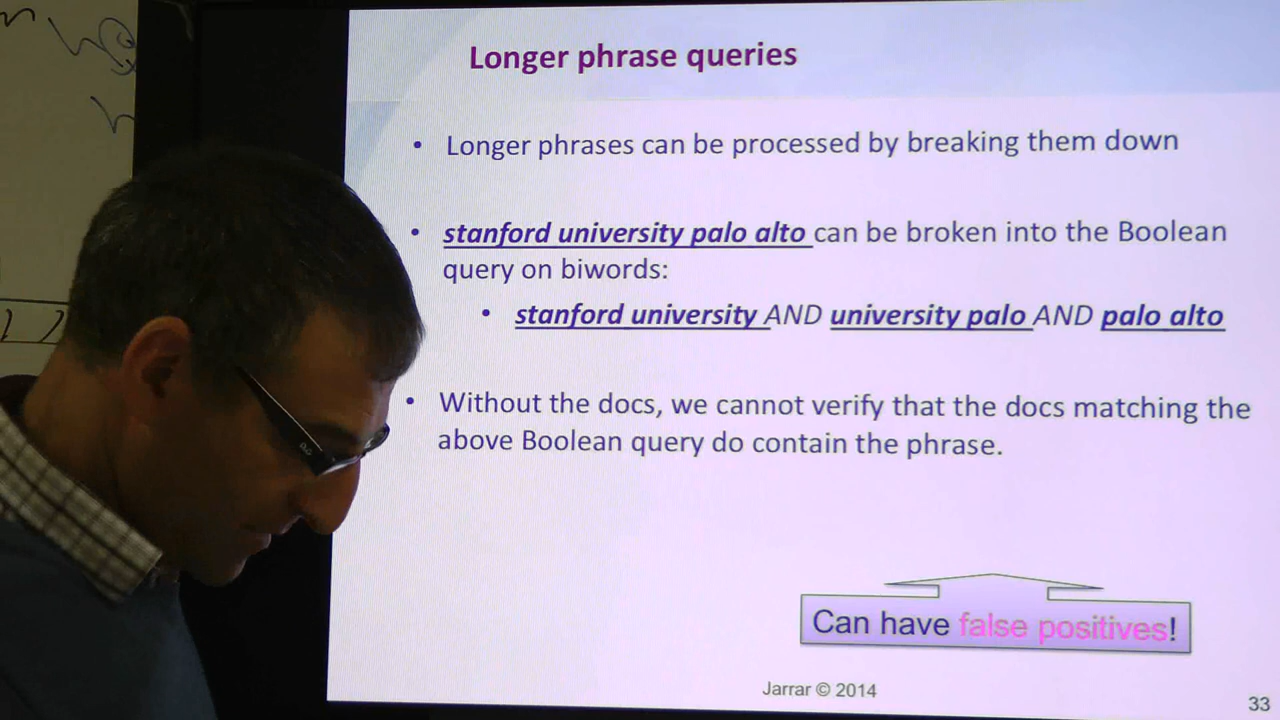 Longer phrase queries
• Longer phrases can be processed by breaking them down
• stanford university palo alto can be broken into the Boolean
query on biwords:
• stanford university AND university palo AND palo alto
• Without the docs, we cannot verify that the docs matching the
above Boolean query do contain the phrase.
Can have false positives!
Jarrar © 2014
33